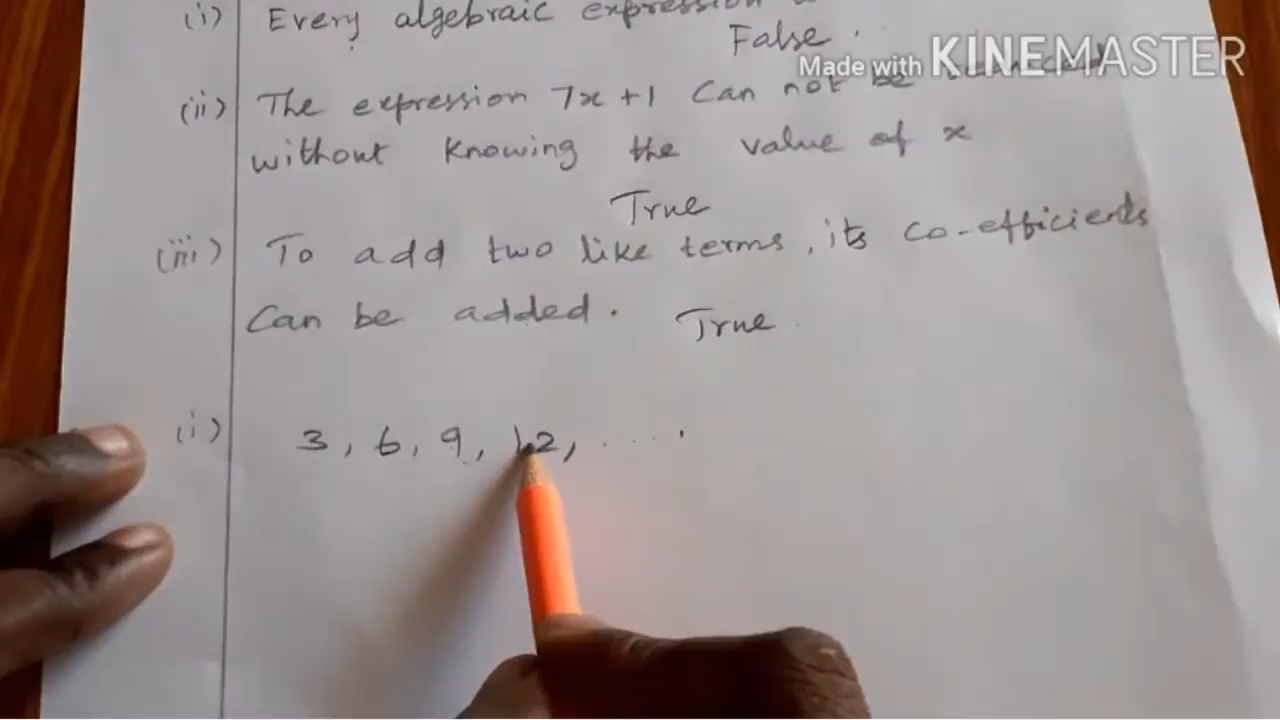 (i) Every algebraic expression
False.
Made with KINEMASTER
(ii) The expression 7x+1 Can not be
without knowing the value of x
True
(iii) To add two like terms, its co-efficients
Can be added. True
(i) 3, 6, 9, 12, .....